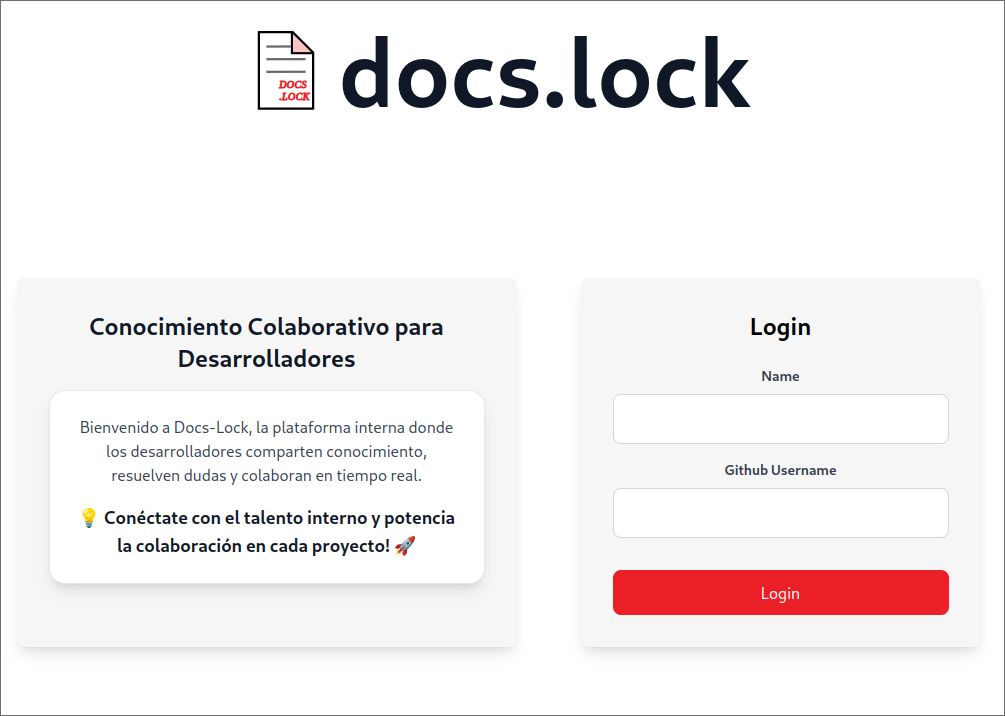 DOCS
.LOCK
docs.lock
Conocimiento Colaborativo para
Desarrolladores
Bienvenido a Docs-Lock, la plataforma interna donde
los desarrolladores comparten conocimiento,
resuelven dudas y colaboran en tiempo real.
💡 Conéctate con el talento interno y potencia
la colaboración en cada proyecto! 🚀
Login
Name
Github Username
Login